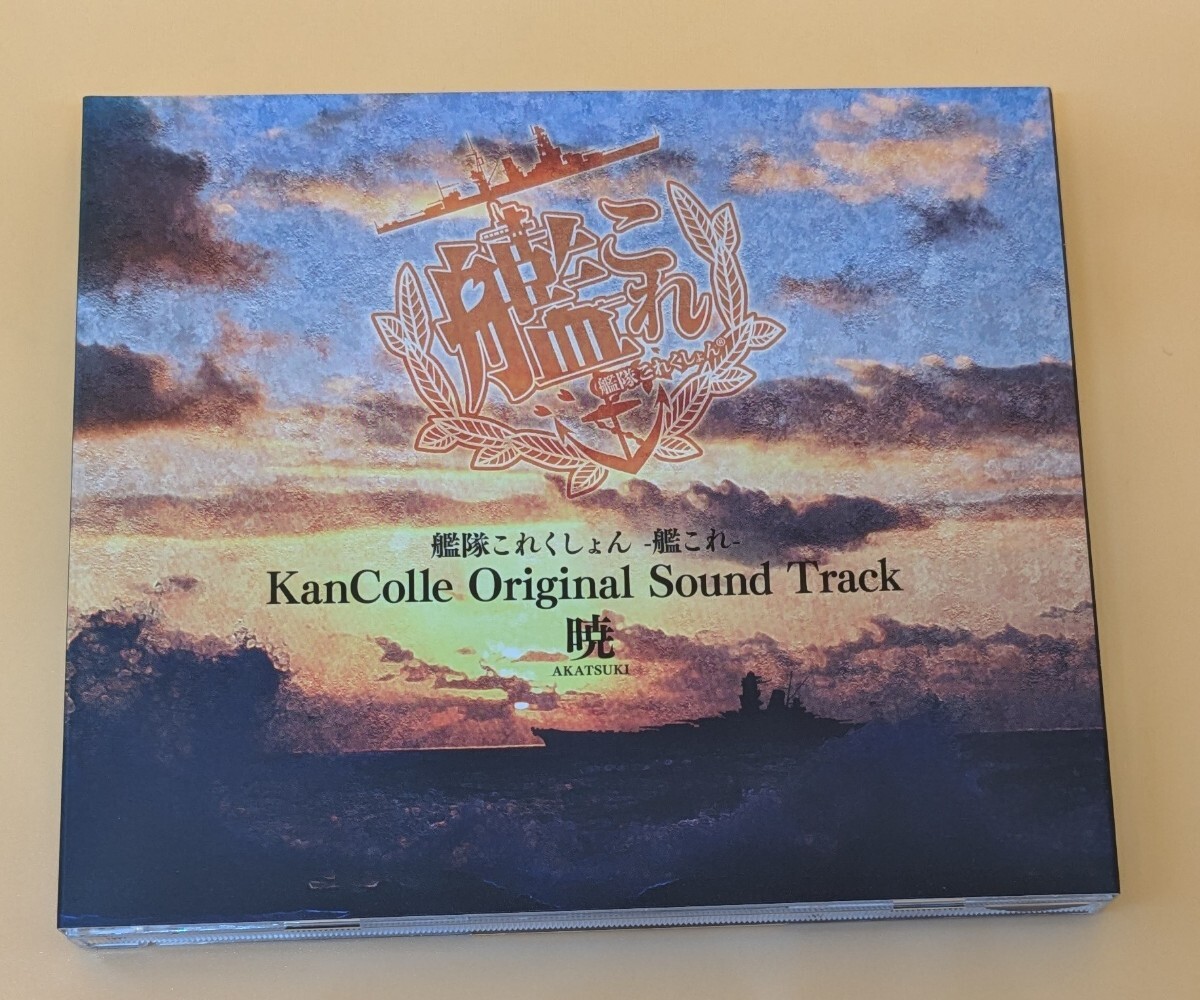 艦これ
艦隊これくしょん®
艦隊これくしょん -艦これ-
KanColle Original Sound Track
暁
AKATSUKI